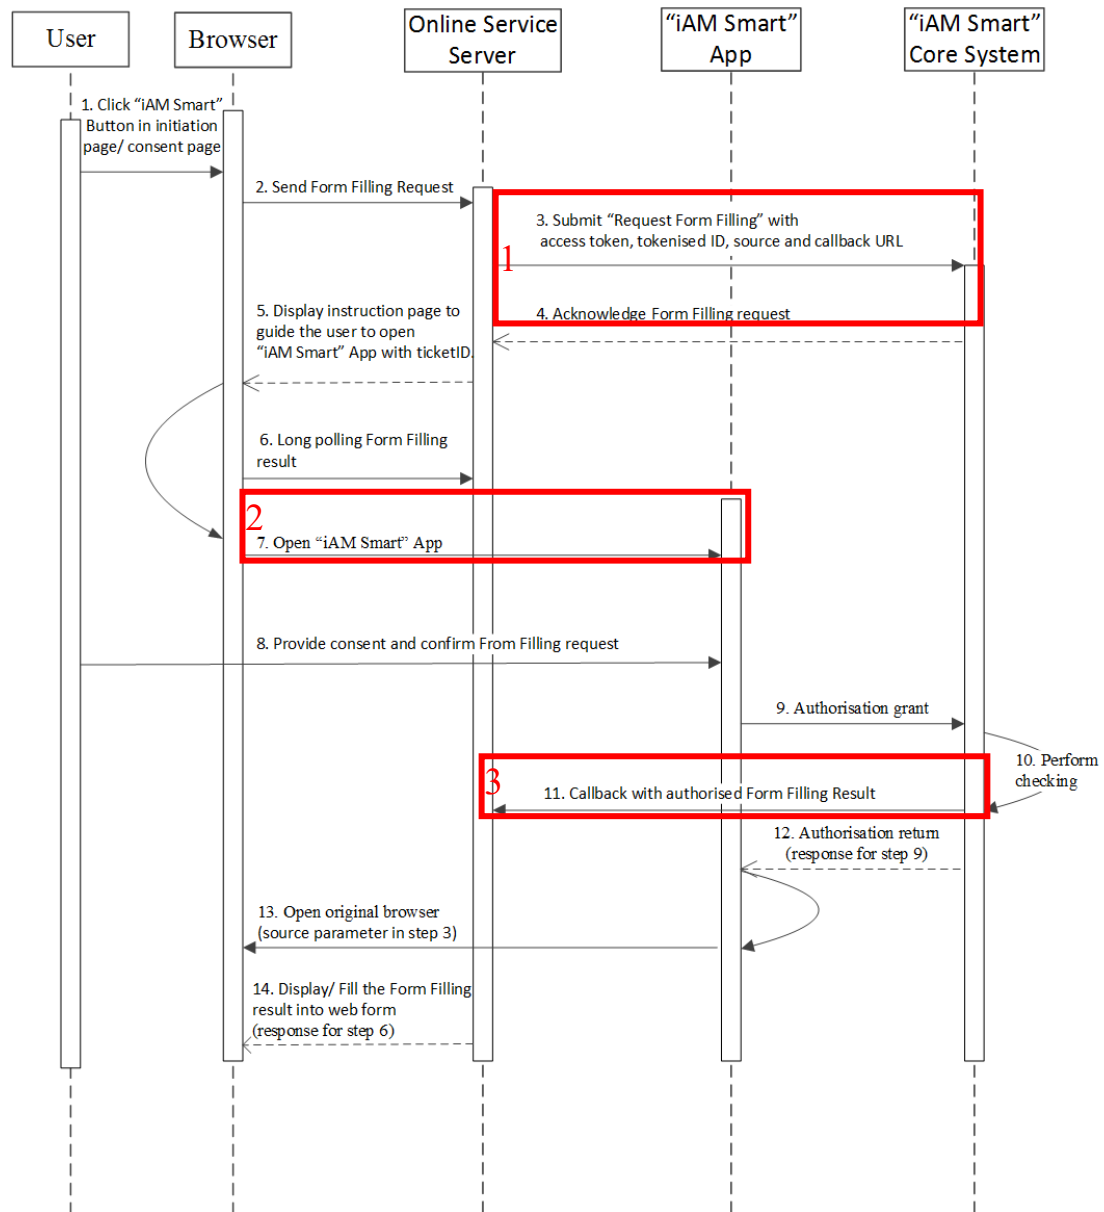 User
Browser
Online Service
Server
“iAM Smart”
App
“iAM Smart”
Core System
1. Click “iAM Smart”
Button in initiation
page/ consent page
2. Send Form Filling Request
3. Submit “Request Form Filling” with
access token, tokenised ID, source and callback URL
1
4. Acknowledge Form Filling request
5. Display instruction page to
guide the user to open
“iAM Smart” App with ticketID.
6. Long polling Form Filling
result
2
7. Open “iAM Smart” App
8. Provide consent and confirm From Filling request
9. Authorisation grant
10. Perform
checking
3
11. Callback with authorised Form Filling Result
12. Authorisation return
(response for step 9)
13. Open original browser
(source parameter in step 3)
14. Display/ Fill the Form Filling
result into web form
(response for step 6)